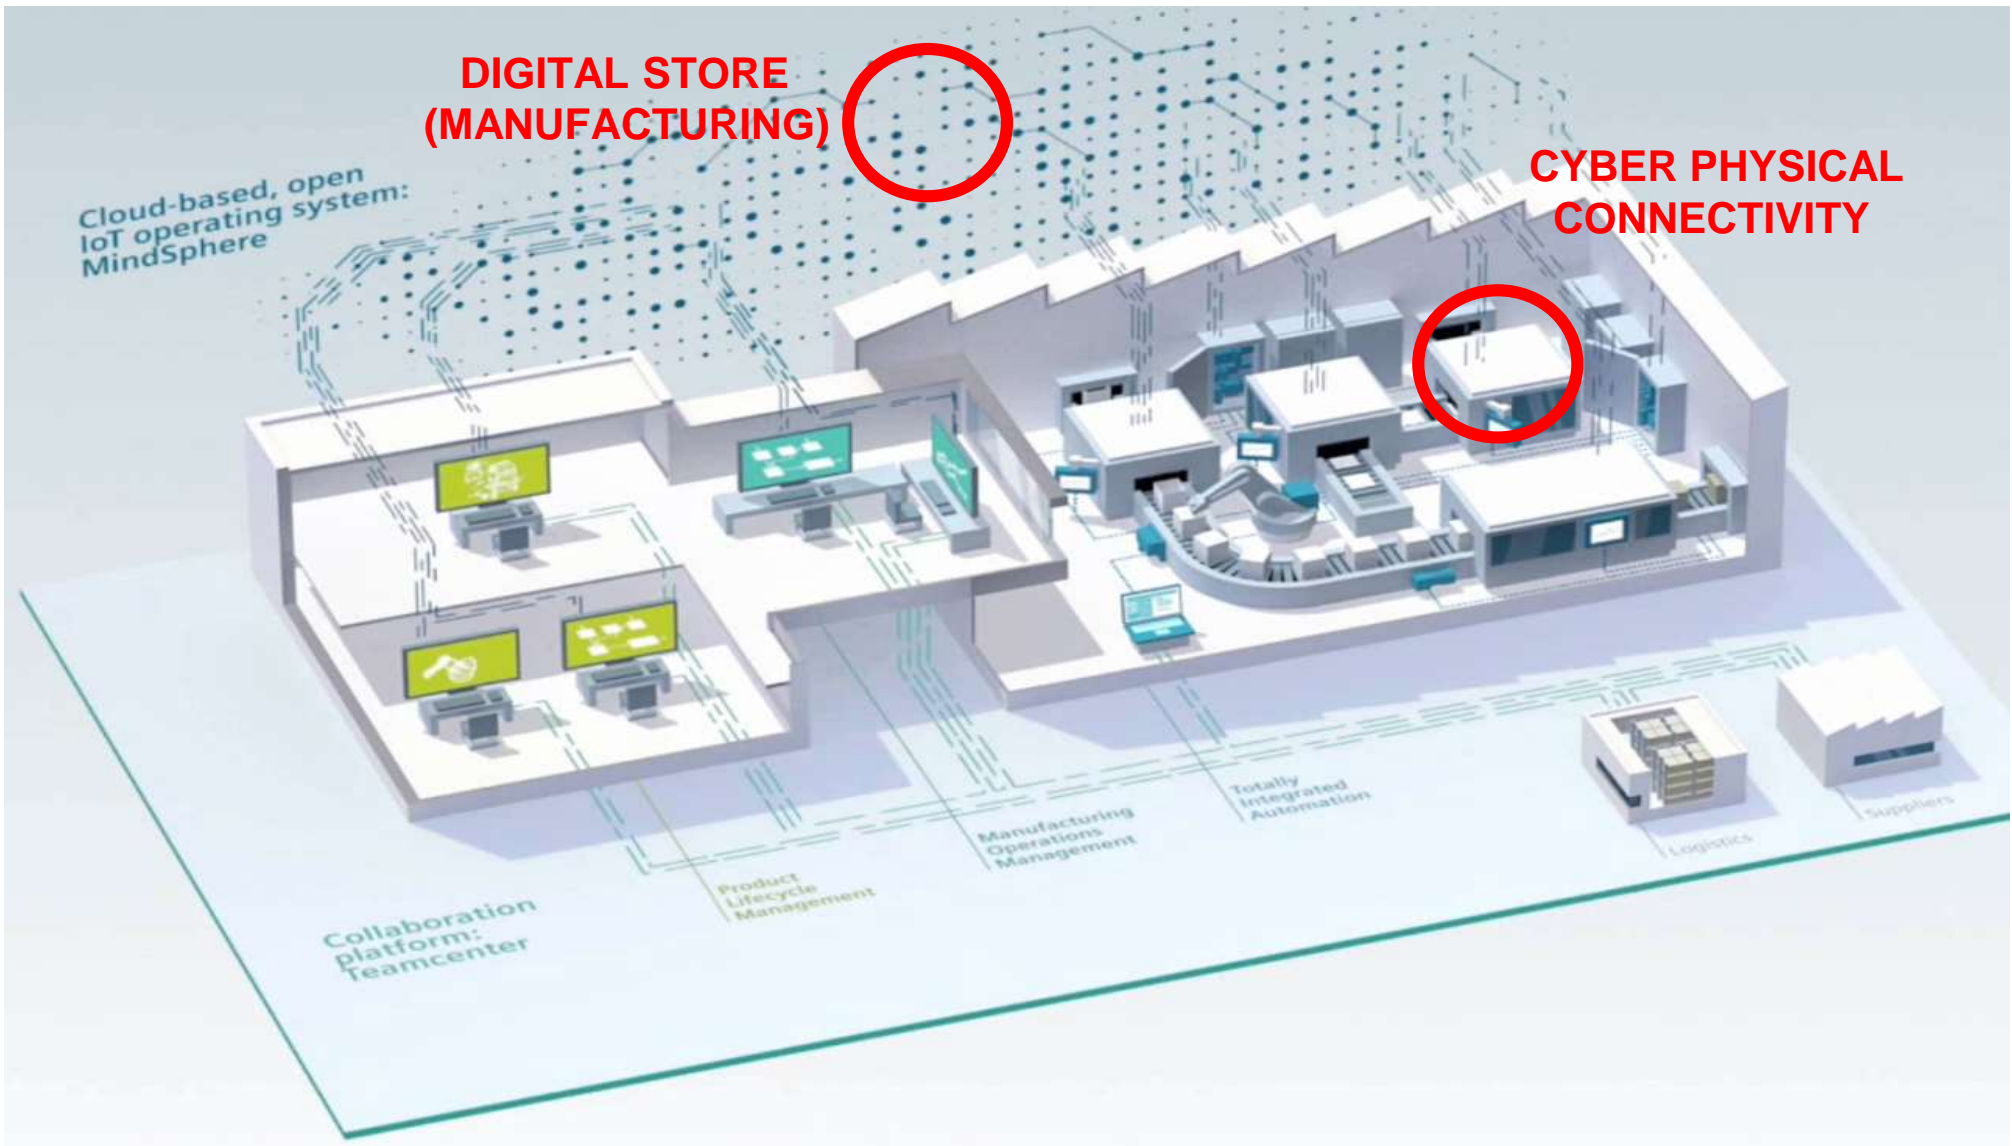 DIGITAL STORE
(MANUFACTURING)
CYBER PHYSICAL
CONNECTIVITY
Cloud-based, open
IoT operating system:
MindSphere
Totally
Integrated
Automation
Manufacturing
Operations
Management
Product
Lifecycle
Management
Collaboration
platform:
Teamcenter
Logistics
Suppliers